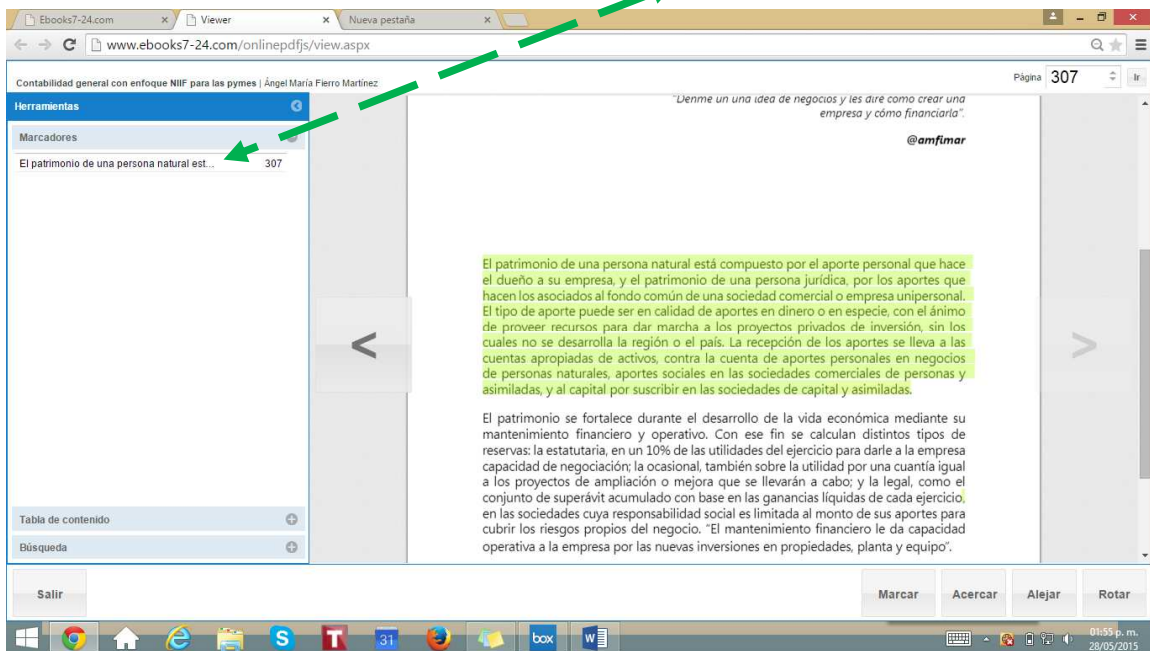 Ebooks7-24.com
Viewer
Nueva pestaña
www.ebooks7-24.com/onlinepdfjs/view.aspx
Contabilidad general con enfoque NIIF para las pymes | Ángel María Fierro Martínez
Página 307 Ir
Herramientas
Marcadores
El patrimonio de una persona natural est... 307
"Denme un una idea de negocios y les diré cómo crear una
empresa y cómo financiarla".
@amfimar
El patrimonio de una persona natural está compuesto por el aporte personal que hace
el dueño a su empresa, y el patrimonio de una persona jurídica, por los aportes que
hacen los asociados al fondo común de una sociedad comercial o empresa unipersonal.
El tipo de aporte puede ser en calidad de aportes en dinero o en especie, con el ánimo
de proveer recursos para dar marcha a los proyectos privados de inversión, sin los
cuales no se desarrolla la región o el país. La recepción de los aportes se lleva a las
cuentas apropiadas de activos, contra la cuenta de aportes personales en negocios
de personas naturales, aportes sociales en las sociedades comerciales de personas y
asimiladas, y al capital por suscribir en las sociedades de capital y asimiladas.
El patrimonio se fortalece durante el desarrollo de la vida económica mediante su
mantenimiento financiero y operativo. Con ese fin se calculan distintos tipos de
reservas: la estatutaria, en un 10% de las utilidades del ejercicio para darle a la empresa
capacidad de negociación; la ocasional, también sobre la utilidad por una cuantía igual
a los proyectos de ampliación o mejora que se llevarán a cabo; y la legal, como el
conjunto de superávit acumulado con base en las ganancias líquidas de cada ejercicio,
en las sociedades cuya responsabilidad social es limitada al monto de sus aportes para
cubrir los riesgos propios del negocio. "El mantenimiento financiero le da capacidad
operativa a la empresa por las nuevas inversiones en propiedades, planta y equipo".
<
>
Tabla de contenido
Búsqueda
Salir
Marcar
Acercar
Alejar
Rotar
S
T
31
box
W
01:55 p. m.
28/05/2015